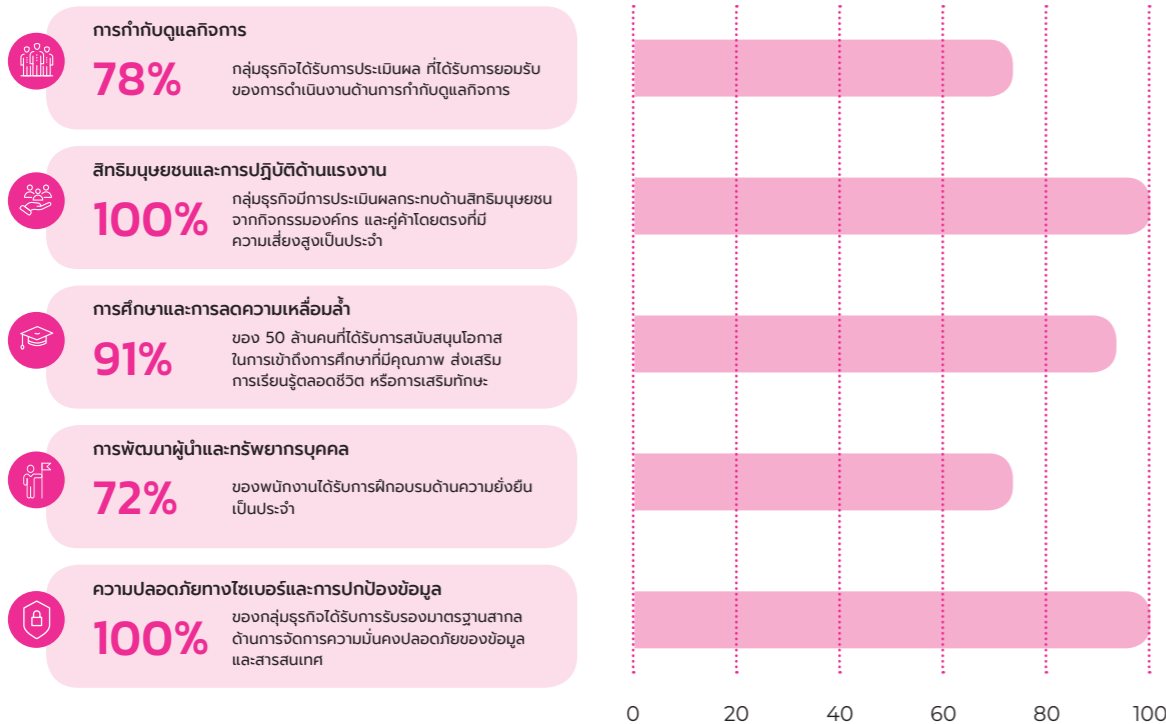 การกำกับดูแลกิจการ
78%
กลุ่มธุรกิจได้รับการประเมินผล ที่ได้รับการยอมรับ
ของการดำเนินงานด้านการกำกับดูแลกิจการ
สิทธิมนุษยชนและการปฏิบัติด้านแรงงาน
100%
กลุ่มธุรกิจมีการประเมินผลกระทบด้านสิทธิมนุษยชน
จากกิจกรรมองค์กร และคู่ค้าโดยตรงที่มี
ความเสี่ยงสูงเป็นประจำ
การศึกษาและการลดความเหลื่อมล้ำ
91%
ของ 50 ล้านคนที่ได้รับการสนับสนุนโอกาส
ในการเข้าถึงการศึกษาที่มีคุณภาพ ส่งเสริม
การเรียนรู้ตลอดชีวิต หรือการเสริมทักษะ
การพัฒนาผู้นำและทรัพยากรบุคคล
72%
ของพนักงานได้รับการฝึกอบรมด้านความยั่งยืน
เป็นประจำ
ความปลอดภัยทางไซเบอร์และการปกป้องข้อมูล
100%
ของกลุ่มธุรกิจได้รับการรับรองมาตรฐานสากล
ด้านการจัดการความมั่นคงปลอดภัยของข้อมูล
และสารสนเทศ
0 20 40 60 80 100